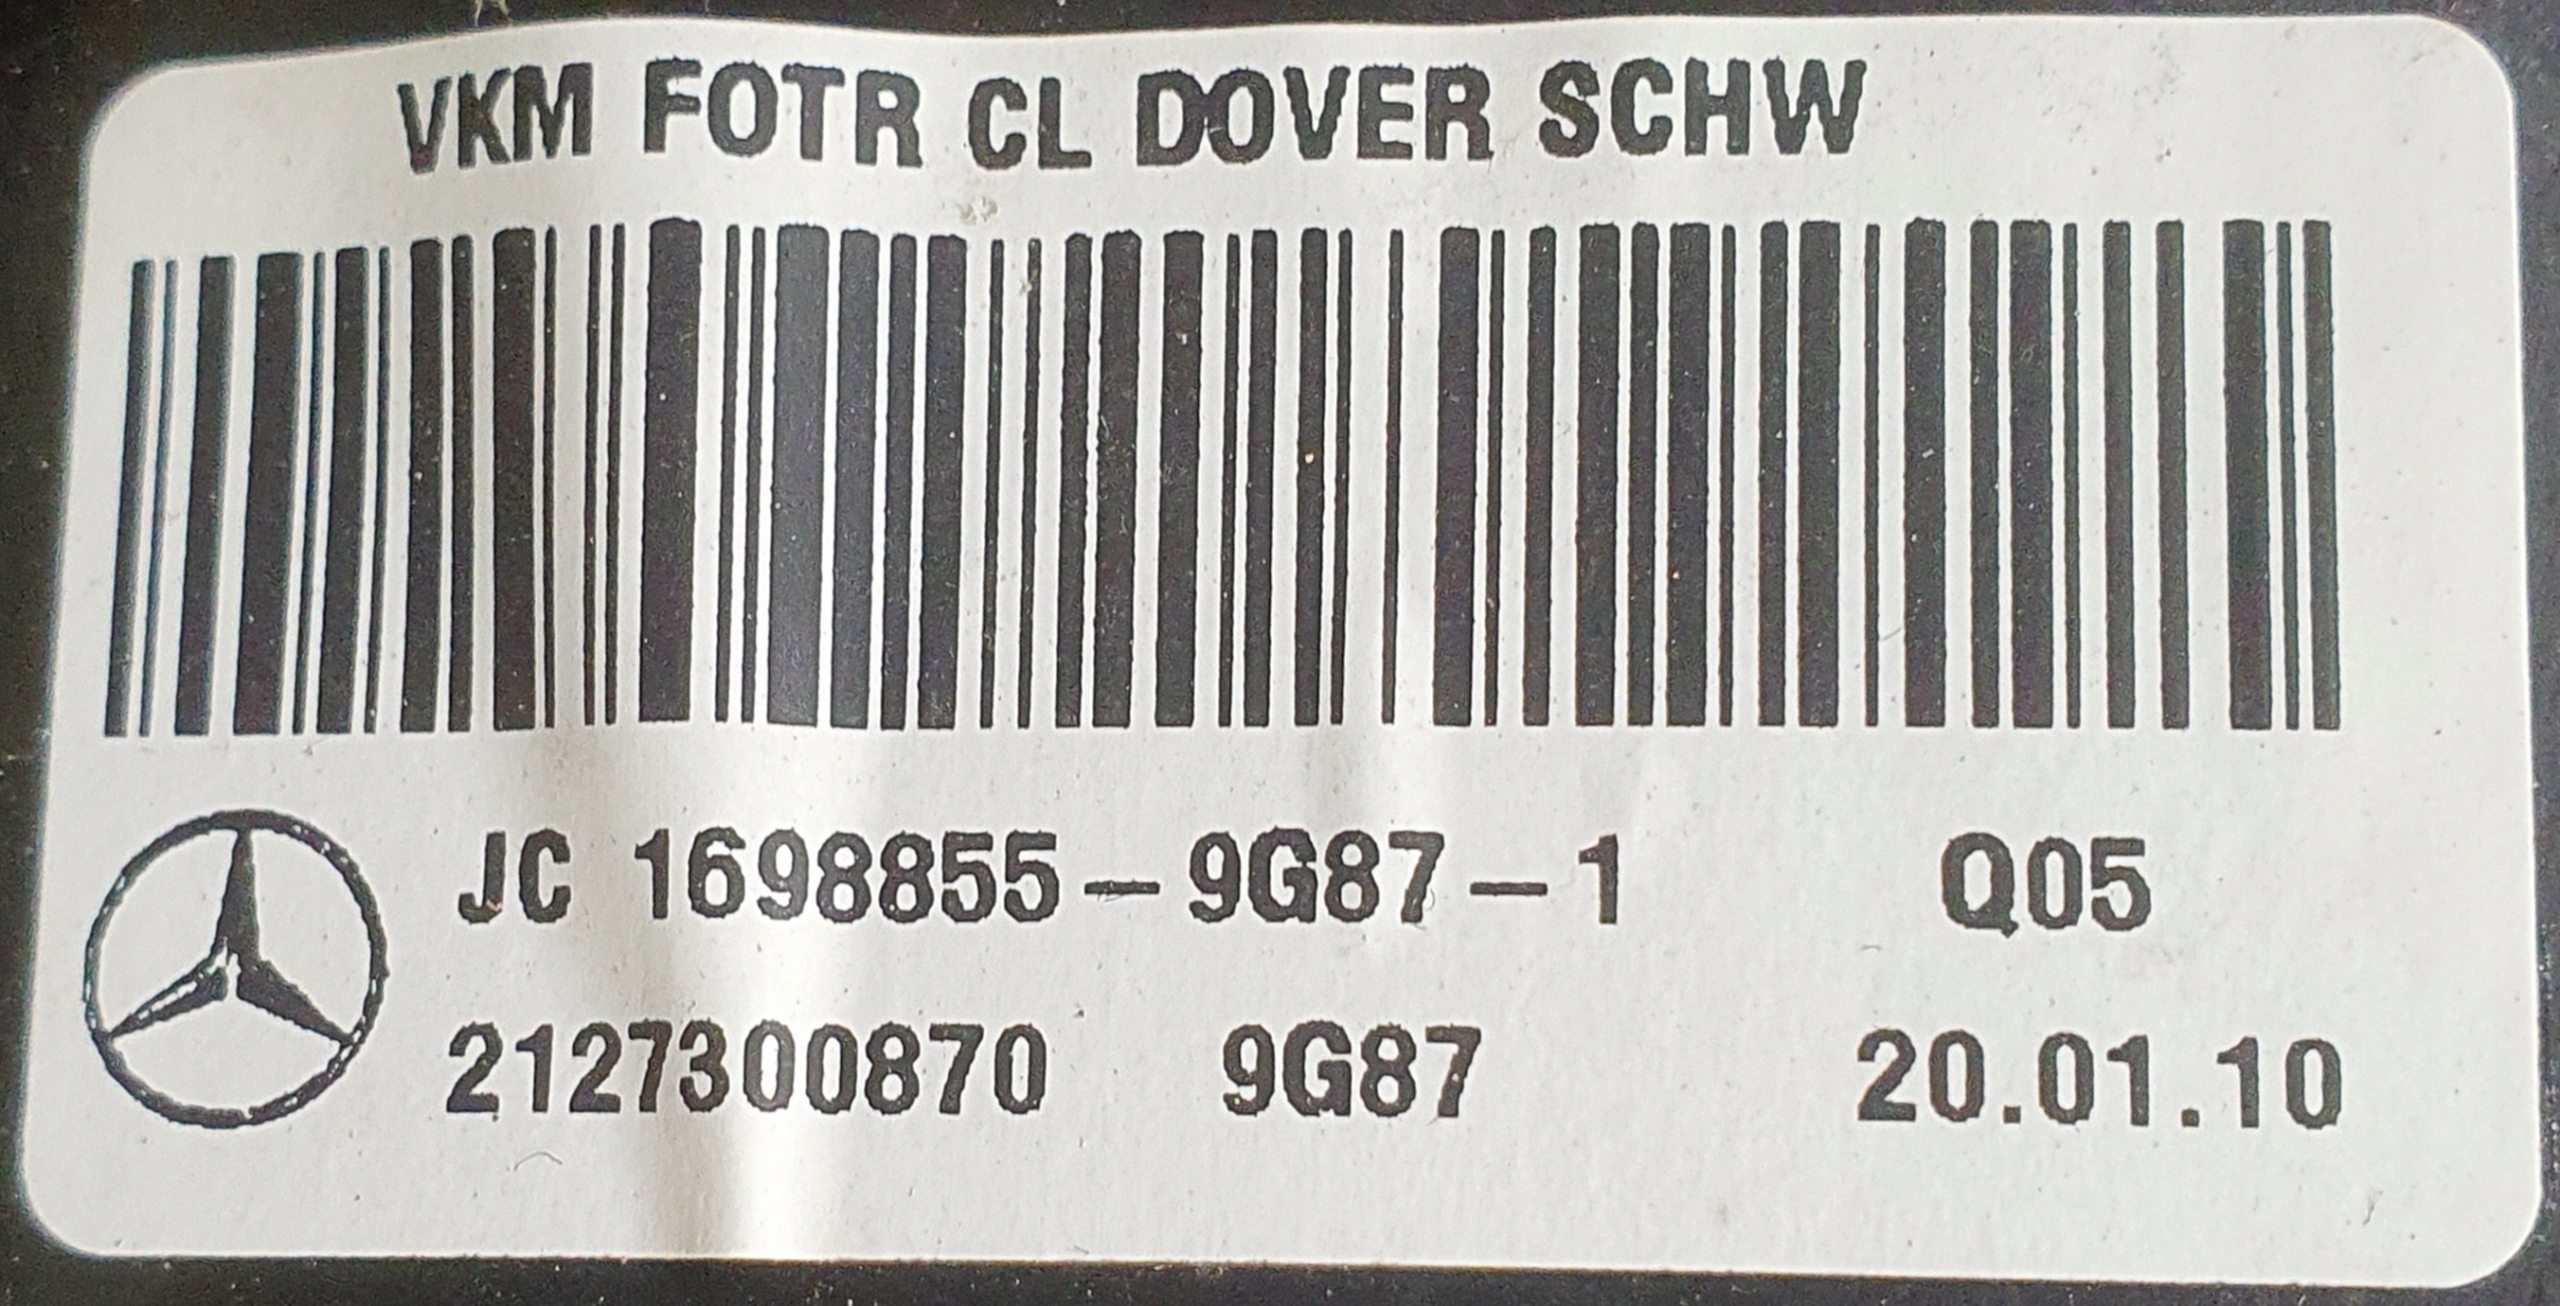 VKM FOTR CL DOVER SCHW
JC 1698855-9G87-1 Q05
2127300870 9G87 20.01.10